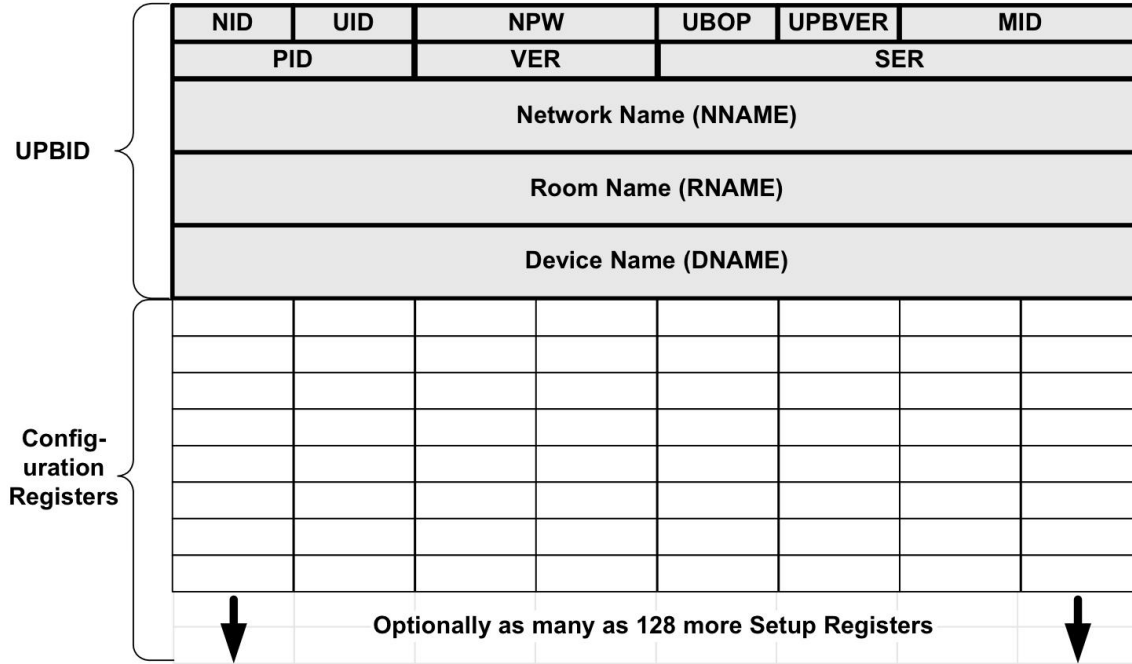 NID UID NPW UBOP UPBVER MID
PID VER SER
Network Name (NNAME)
UPBID
Room Name (RNAME)
Device Name (DNAME)
Config-
uration
Registers
Optionally as many as 128 more Setup Registers